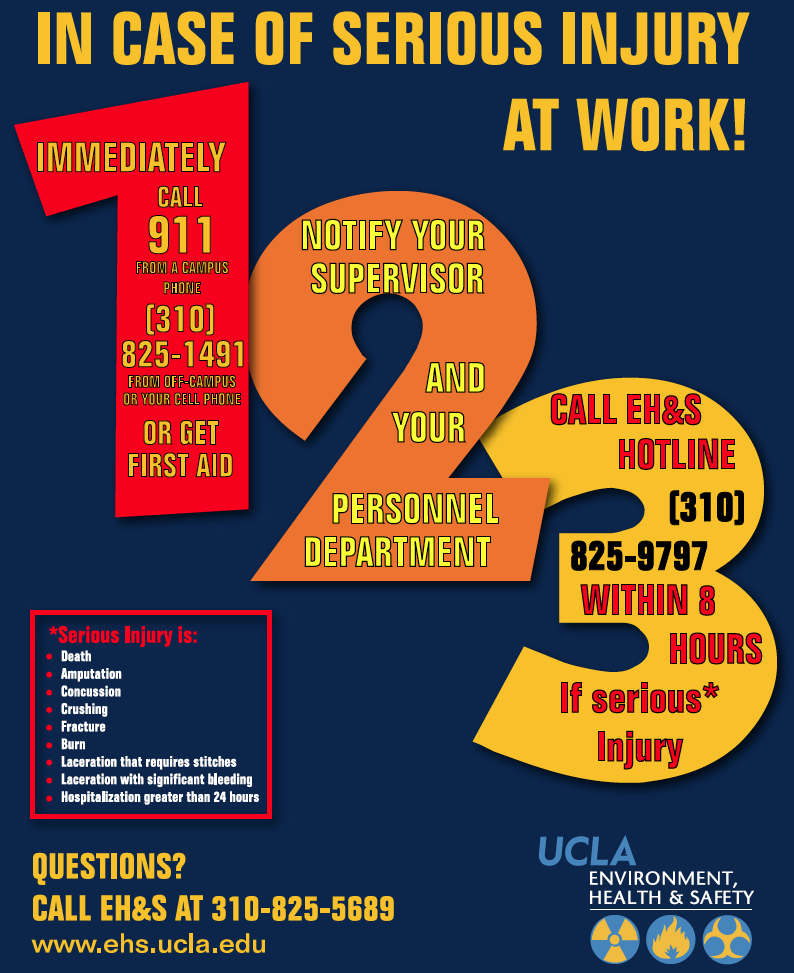 IN CASE OF SERIOUS INJURY
AT WORK!
IMMEDIATELY
CALL
911
FROM A CAMPUS
PHONE
(310)
825-1491
FROM OFF-CAMPUS
OR YOUR CELL PHONE
OR GET
FIRST AID
NOTIFY YOUR
SUPERVISOR
AND
YOUR
PERSONNEL
DEPARTMENT
CALL EH&S
HOTLINE
(310)
825-9797
WITHIN 8
HOURS
If serious*
Injury
*Serious Injury is:
• Death
• Amputation
• Concussion
• Crushing
• Fracture
• Burn
• Laceration that requires stitches
• Laceration with significant bleeding
• Hospitalization greater than 24 hours
QUESTIONS?
CALL EH&S AT 310-825-5689
www.ehs.ucla.edu
UCLA
ENVIRONMENT,
HEALTH & SAFETY